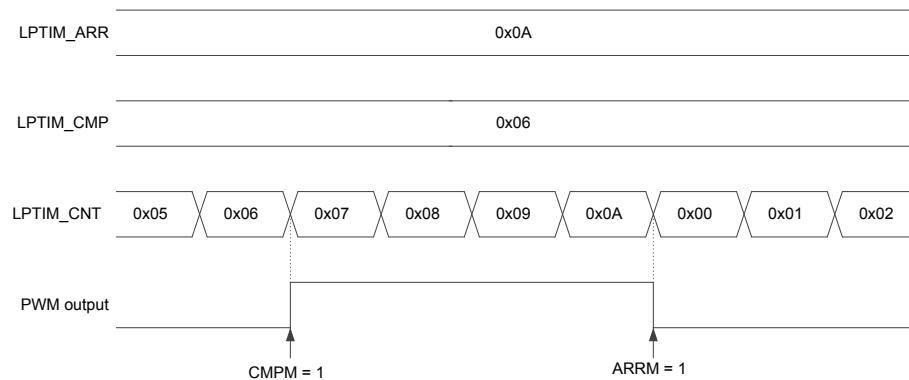 LPTIM_ARR 0x0A
LPTIM_CMP 0x06
LPTIM_CNT 0x05 0x06 0x07 0x08 0x09 0x0A 0x00 0x01 0x02
PWM output
CMPM = 1 ARRM = 1